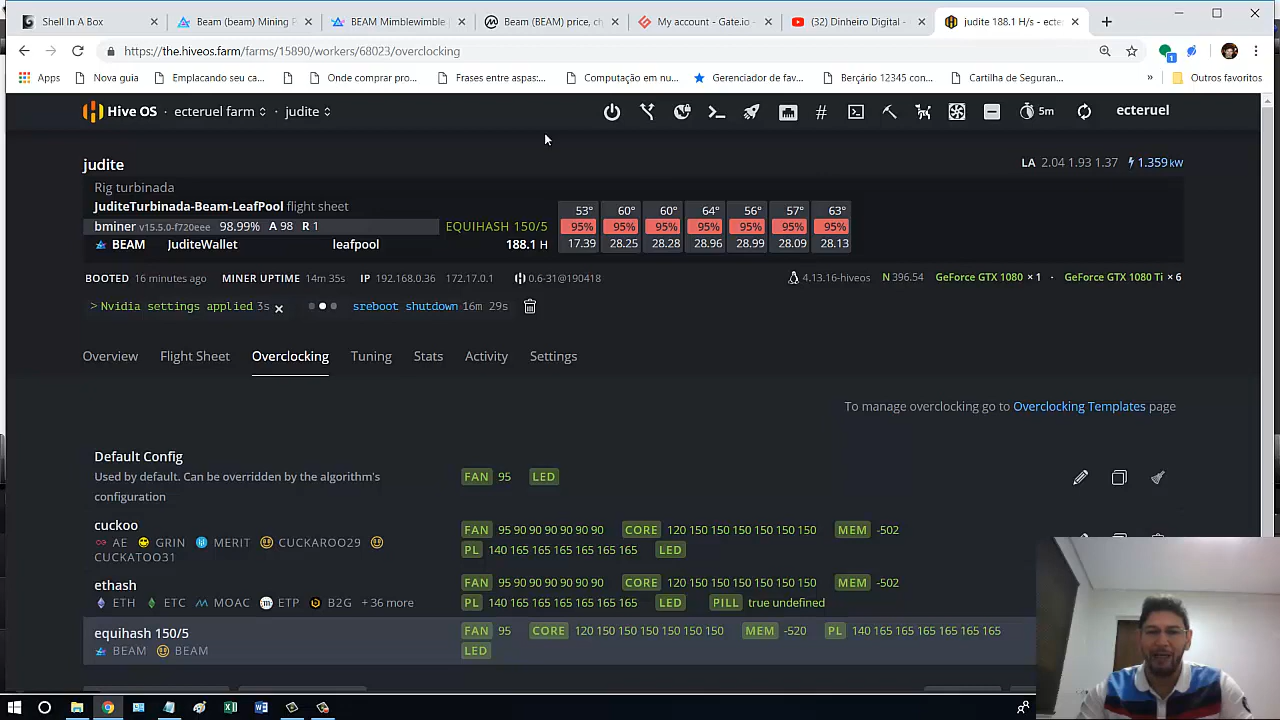 Shell In A Box
Beam (beam) Mining P
BEAM Mimblewimble
Beam (BEAM) price, ch
My account - Gate.io
(32) Dinheiro Digital -
judite 188.1 H/s - ecte
https://the.hiveos.farm/farms/15890/workers/68023/overclocking
Apps
Nova guia
Emplacando seu ca...
Onde comprar pro...
Frases entre aspas:...
Computação em nu...
Gerenciador de fav...
Berçário 12345 con...
Cartilha de Seguran...
»
Outros favoritos
Hive OS · ecteruel farm · judite
5m
ecteruel
judite
LA 2.04 1.93 1.37 1.359 kW
Rig turbinada
JuditeTurbinada-Beam-LeafPool flight sheet
bminer v15.5.0-f720eee 98.99% A 98 R 1
EQUIHASH 150/5
BEAM JuditeWallet leafpool 188.1 H
53° 60° 60° 64° 56° 57° 63°
95% 95% 95% 95% 95% 95% 95%
17.39 28.25 28.28 28.96 28.99 28.09 28.13
BOOTED 16 minutes ago MINER UPTIME 14m 35s IP 192.168.0.36 172.17.0.1 0.6-31@190418
4.13.16-hiveos N 396.54 GeForce GTX 1080 × 1 · GeForce GTX 1080 Ti × 6
> Nvidia settings applied 3s × sreboot shutdown 16m 29s
Overview Flight Sheet Overclocking Tuning Stats Activity Settings
To manage overclocking go to Overclocking Templates page
Default Config
Used by default. Can be overridden by the algorithm's
configuration
FAN 95 LED
cuckoo
AE GRIN MERIT CUCKAROO29
CUCKATOO31
FAN 95 90 90 90 90 90 90 CORE 120 150 150 150 150 150 150 MEM -502
PL 140 165 165 165 165 165 165 LED
ethash
ETH ETC MOAC ETP B2G + 36 more
FAN 95 90 90 90 90 90 90 CORE 120 150 150 150 150 150 150 MEM -502
PL 140 165 165 165 165 165 165 LED PILL true undefined
equihash 150/5
BEAM BEAM
FAN 95 CORE 120 150 150 150 150 150 150 MEM -520 PL 140 165 165 165 165 165 165
LED